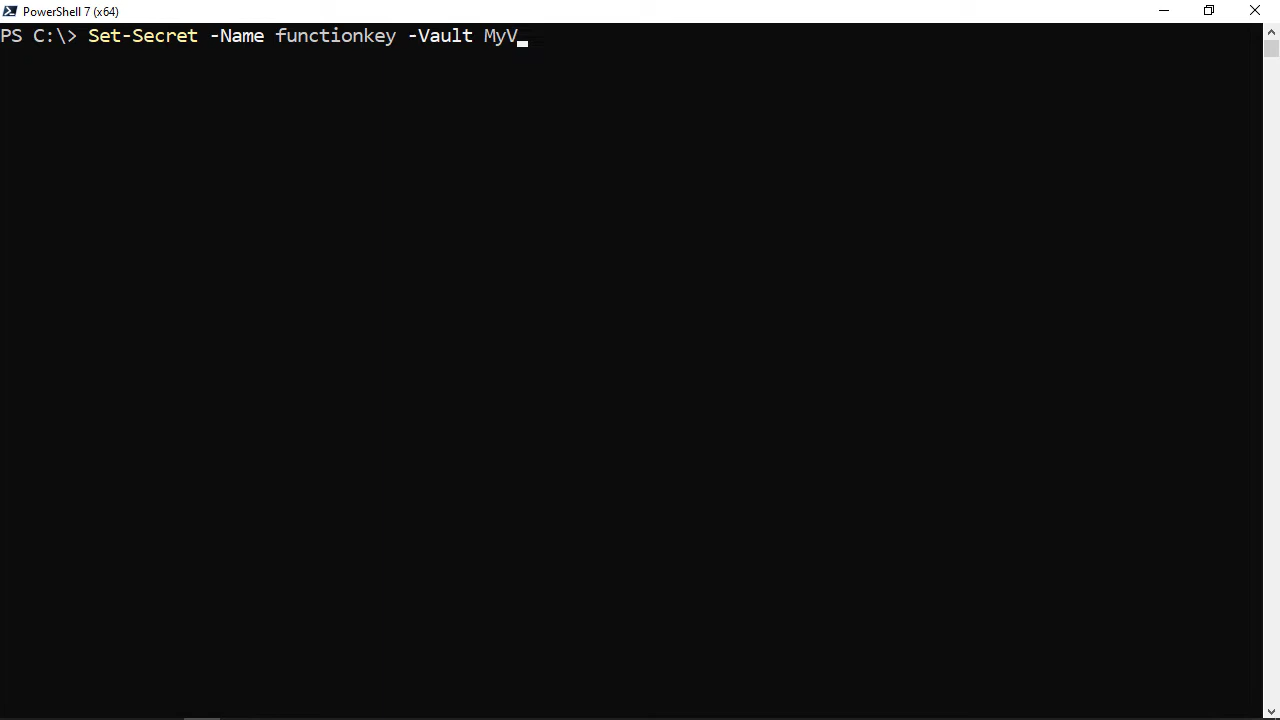 PowerShell 7 (x64)
PS C:\> Set-Secret -Name functionkey -Vault MyV